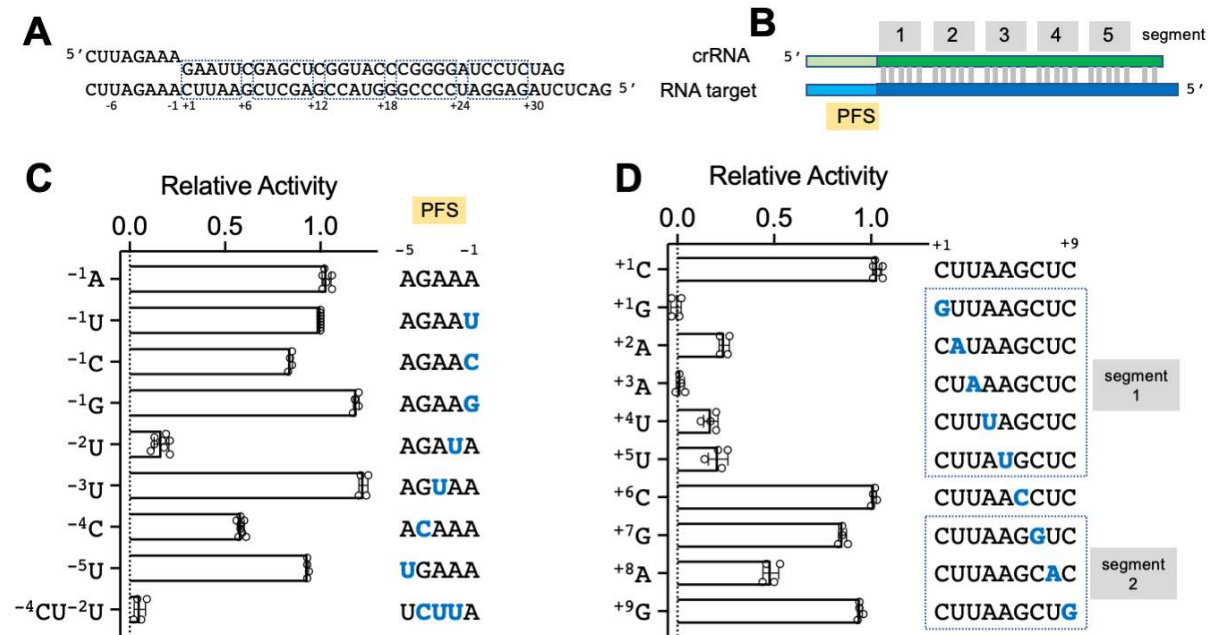 A
5' CUUAGAAA
GAAUUCGAGCUCGGUACCCGGGGAUCCUCUAG
CUUAGAAACUUAAGCUCGAGCCAUGGGCCCCUAGGAGAUCUCAG 5'
-6 -1 +1 +6 +12 +18 +24 +30
B
1 2 3 4 5 segment
crRNA 5'
RNA target 5'
PFS
C
Relative Activity
0.0 0.5 1.0
PFS
-5 -1
-1A AGAAA
-1U AGAAU
-1C AGAAC
-1G AGAAG
-2U AGAUA
-3U AGUAA
-4C ACAAA
-5U UGAAA
-4CU-2U UCUUA
D
Relative Activity
0.0 0.5 1.0
+1 +9
+1C CUUAAGCUC
+1G GUUAAGCUC
+2A CAUAAGCUC
+3A CUAAAGCUC
+4U CUUUAGCUC
+5U CUUAUGCUC
segment
1
+6C CUUAACCUC
+7G CUUAAGGUC
+8A CUUAAGCAC
+9G CUUAAGCUG
segment
2